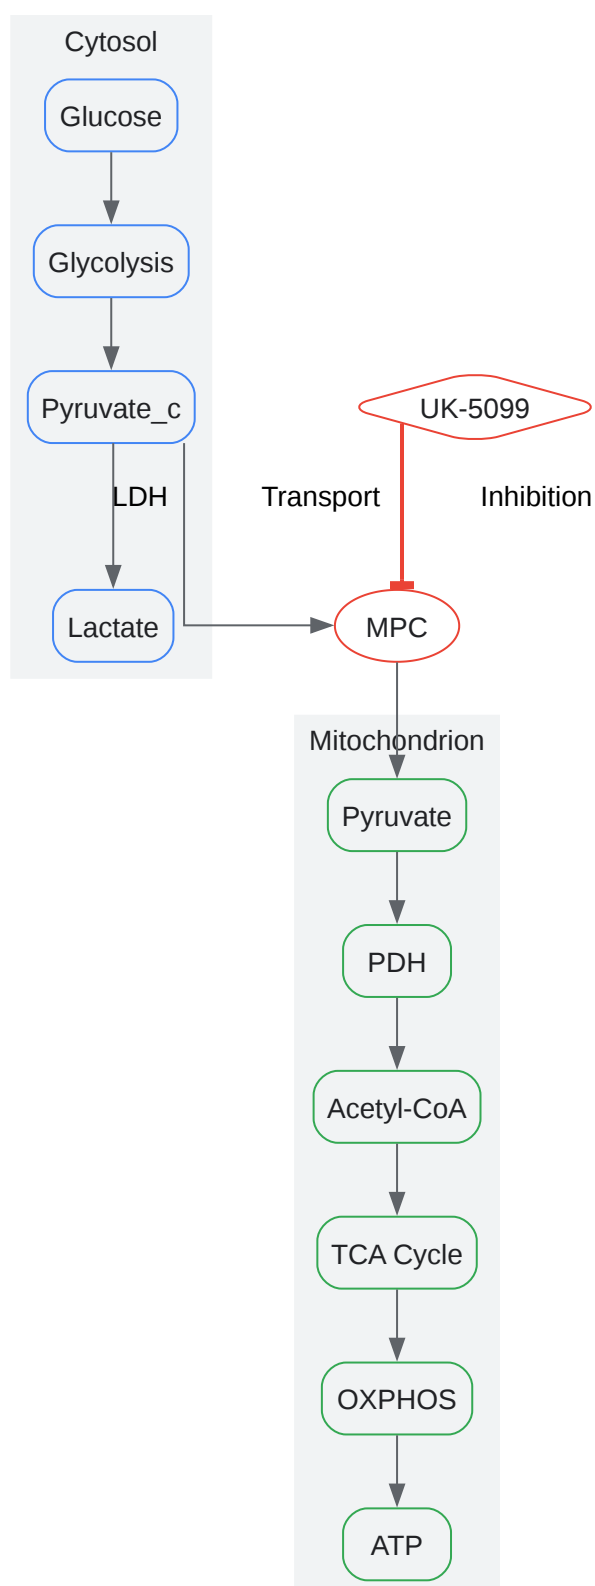 Cytosol
Glucose
Glycolysis
Pyruvate_c
UK-5099
LDH
Transport
Inhibition
Lactate
MPC
Mitochondrion
Pyruvate
PDH
Acetyl-CoA
TCA Cycle
OXPHOS
ATP